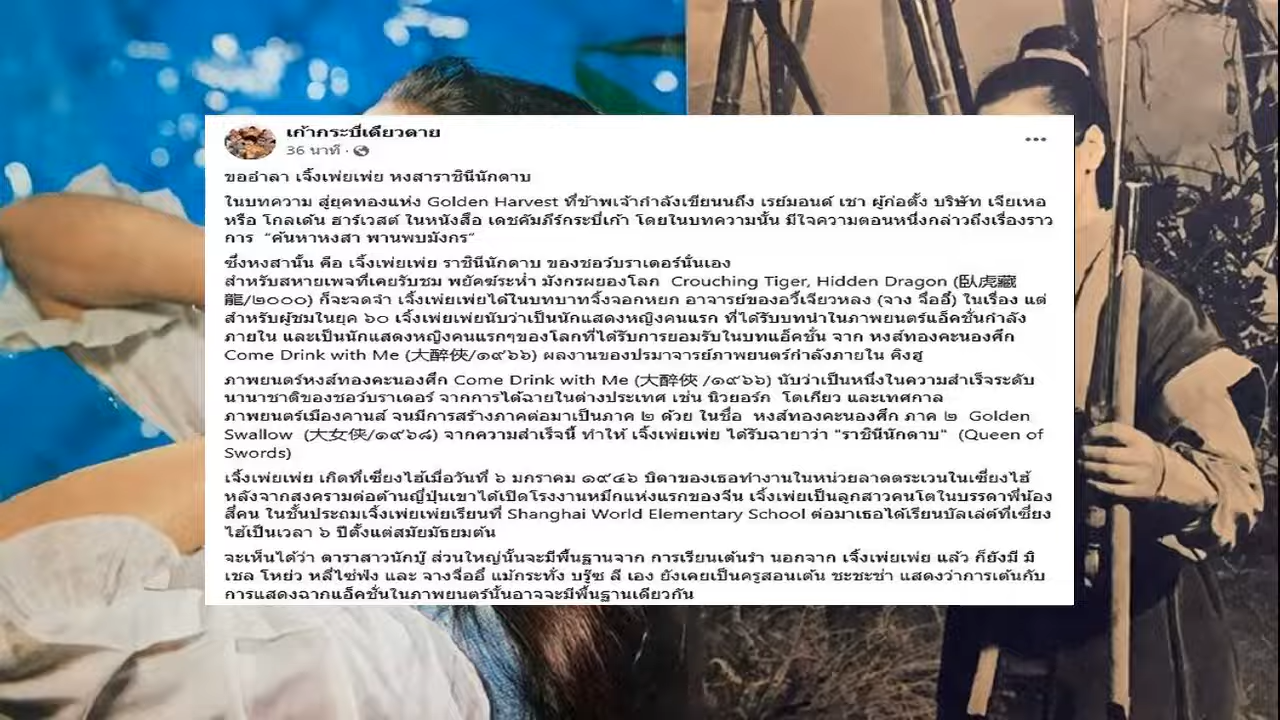 เก้ากระบี่เดียวดาย
36 นาที ·
ขออำลา เจิ้งเพ่ยเพ่ย หงสาราชินีนักดาบ
ในบทความ สู่ยุคทองแห่ง Golden Harvest ที่ข้าพเจ้ากำลังเขียนนถึง เรย์มอนด์ เชา ผู้ก่อตั้ง บริษัท เจียเหอ
หรือ โกลเด้น ฮาร์เวสต์ ในหนังสือ เดชคัมภีร์กระบี่เก้า โดยในบทความนั้น มีใจความตอนหนึ่งกล่าวถึงเรื่องราว
การ "ค้นหาหงสา พานพบมังกร"
ซึ่งหงสานั้น คือ เจิ้งเพ่ยเพ่ย ราชินีนักดาบ ของชอว์บราเดอร์นั่นเอง
สำหรับสหายเพจที่เคยรับชม พยัคฆ์ระห่ำ มังกรผยองโลก Crouching Tiger, Hidden Dragon (臥虎藏
龍/๒๐๐๐) ก็จะจดจำ เจิ้งเพ่ยเพ่ยได้ในบทบาทจิ้งจอกหยก อาจารย์ของอวี้เจียวหลง (จาง จื่ออี๋) ในเรื่อง แต่
สำหรับผู้ชมในยุค ๖๐ เจิ้งเพ่ยเพ่ยนับว่าเป็นนักแสดงหญิงคนแรก ที่ได้รับบทนำในภาพยนตร์แอ็คชั่นกำลัง
ภายใน และเป็นนักแสดงหญิงคนแรกๆของโลกที่ได้รับการยอมรับในบทแอ็คชั่น จาก หงส์ทองคะนองศึก
Come Drink with Me (大醉俠/๑๙๖๖) ผลงานของปรมาจารย์ภาพยนตร์กำลังภายใน คิงฮู
ภาพยนตร์หงส์ทองคะนองศึก Come Drink with Me (大醉俠 /๑๙๖๖) นับว่าเป็นหนึ่งในความสำเร็จระดับ
นานาชาติของชอว์บราเดอร์ จากการได้ฉายในต่างประเทศ เช่น นิวยอร์ก โตเกียว และเทศกาล
ภาพยนตร์เมืองคานส์ จนมีการสร้างภาคต่อมาเป็นภาค ๒ ด้วย ในชื่อ หงส์ทองคะนองศึก ภาค ๒ Golden
Swallow (大女俠/๑๙๖๘) จากความสำเร็จนี้ ทำให้ เจิ้งเพ่ยเพ่ย ได้รับฉายาว่า "ราชินีนักดาบ" (Queen of
Swords)
เจิ้งเพ่ยเพ่ย เกิดที่เซี่ยงไฮ้เมื่อวันที่ ๖ มกราคม ๑๙๔๖ บิดาของเธอทำงานในหน่วยลาดตระเวนในเซี่ยงไฮ้
หลังจากสงครามต่อต้านญี่ปุ่นเขาได้เปิดโรงงานหมึกแห่งแรกของจีน เจิ้งเพ่ยเป็นลูกสาวคนโตในบรรดาพี่น้อง
สี่คน ในชั้นประถมเจิ้งเพ่ยเพ่ยเรียนที่ Shanghai World Elementary School ต่อมาเธอได้เรียนบัลเล่ต์ที่เซี่ยง
ไฮ้เป็นเวลา ๖ ปีตั้งแต่สมัยมัธยมต้น
จะเห็นได้ว่า ดาราสาวนักบู๊ ส่วนใหญ่นั้นจะมีพื้นฐานจาก การเรียนเต้นรำ นอกจาก เจิ้งเพ่ยเพ่ย แล้ว ก็ยังมี มิ
เชล โหย่ว หลี่ไซ่ฟ่ง และ จางจื่ออี๋ แม้กระทั่ง บรู๊ซ ลี เอง ยังเคยเป็นครูสอนเต้น ชะชะช่า แสดงว่าการเต้นกับ
การแสดงฉากแอ็คชั่นในภาพยนตร์นั้นอาจจะมีพื้นฐานเดียวกัน